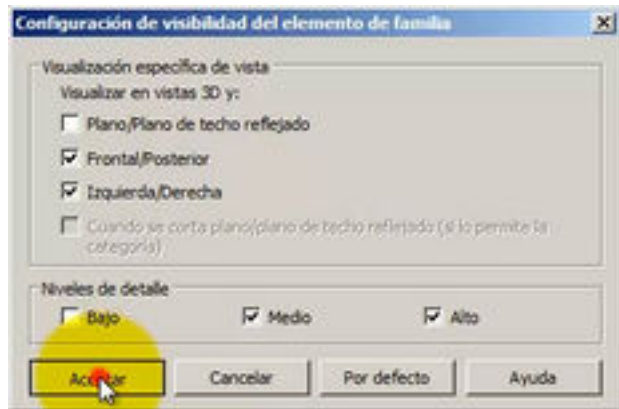 Configuración de visibilidad del elemento de familia
Visualización específica de vista
Visualizar en vistas 3D y:
Plano/Plano de techo reflejado
Frontal/Posterior
Izquierda/Derecha
Cuando se corta plano/plano de techo reflejado (si lo permite la
categoría)
Niveles de detalle
Bajo Medio Alto
Aceptar Cancelar Por defecto Ayuda